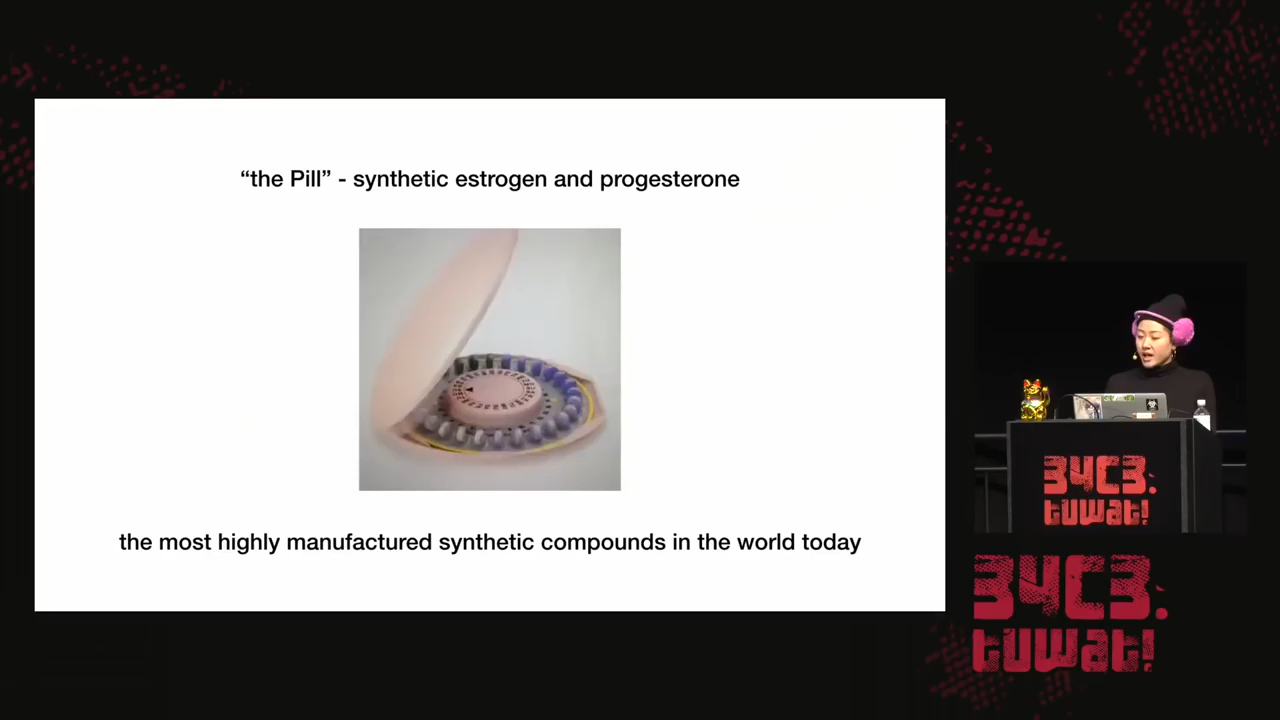 “the Pill” - synthetic estrogen and progesterone
the most highly manufactured synthetic compounds in the world today
34C3.
tuwat!
34C3.
tuwat!